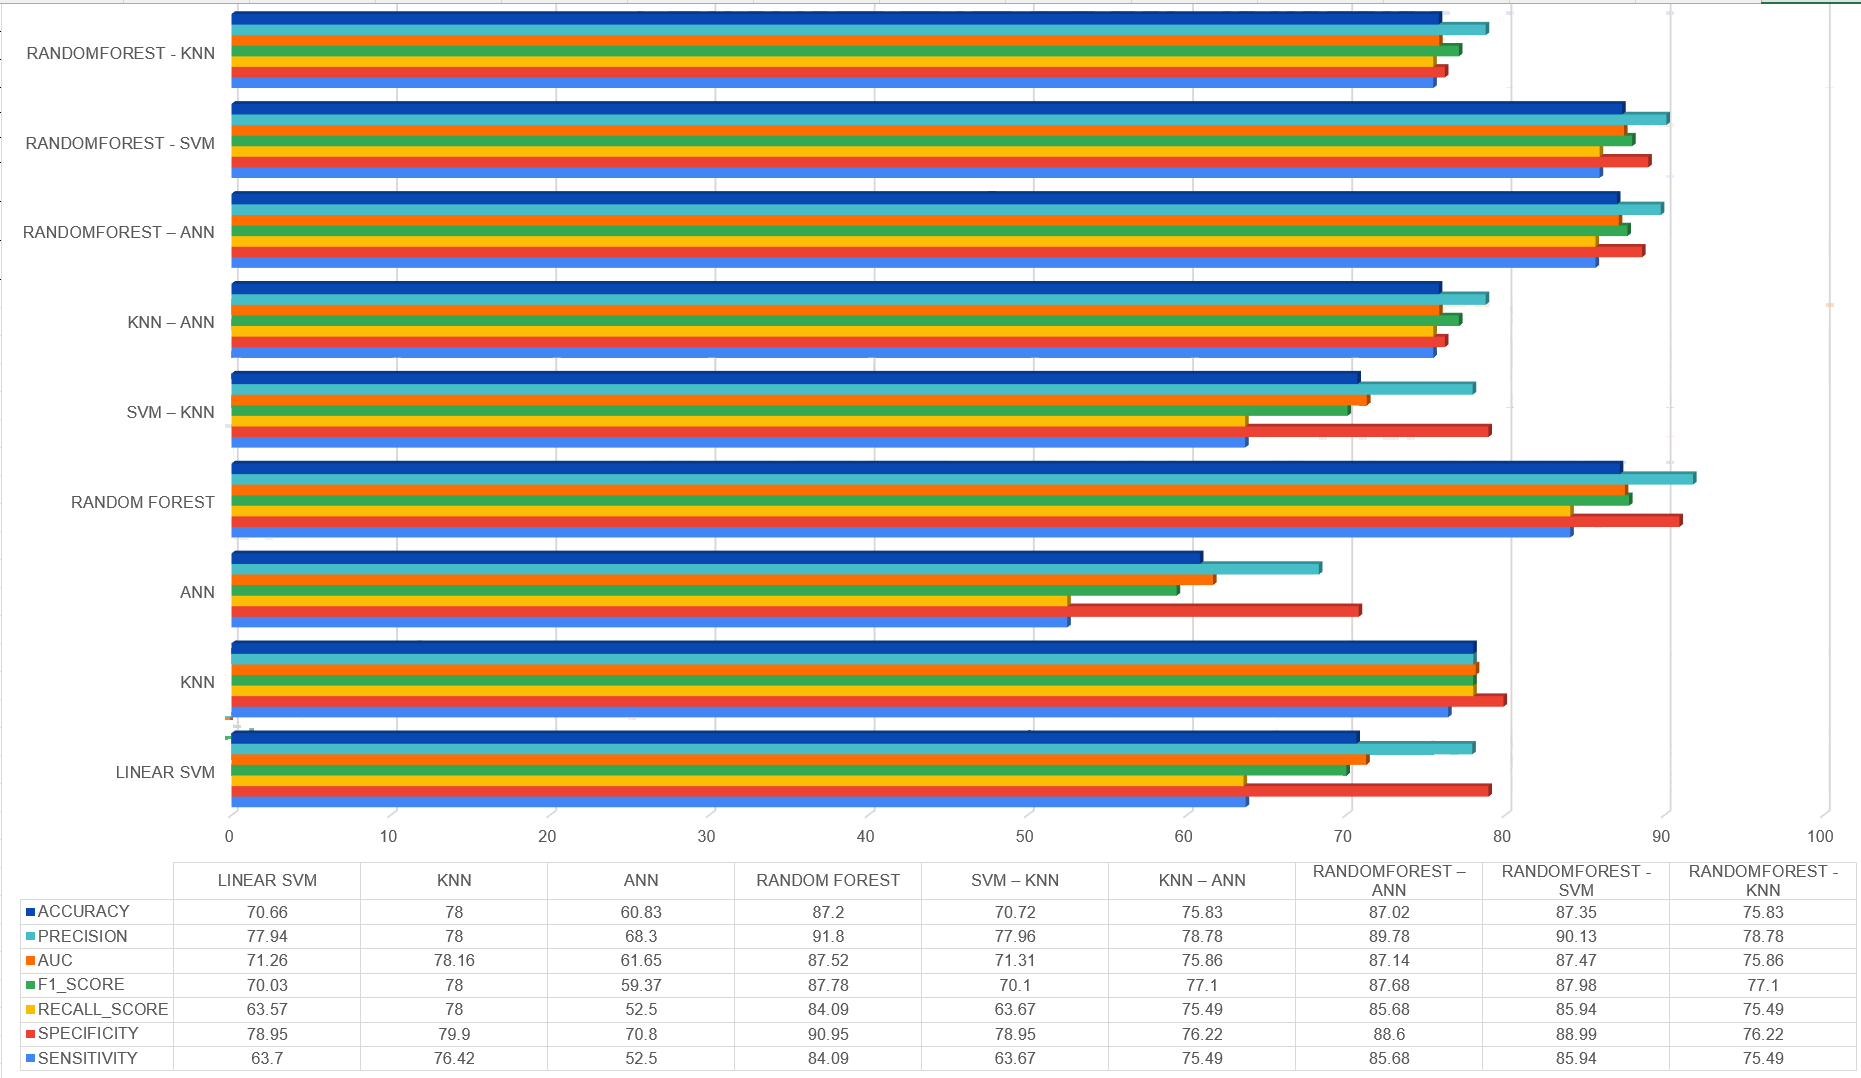 RANDOMFOREST - KNN
RANDOMFOREST - SVM
RANDOMFOREST – ANN
KNN – ANN
SVM – KNN
RANDOM FOREST
ANN
KNN
LINEAR SVM
0 10 20 30 40 50 60 70 80 90 100
LINEAR SVM KNN ANN RANDOM FOREST SVM – KNN KNN – ANN RANDOMFOREST – ANN RANDOMFOREST - SVM RANDOMFOREST - KNN
ACCURACY 70.66 78 60.83 87.2 70.72 75.83 87.02 87.35 75.83
PRECISION 77.94 78 68.3 91.8 77.96 78.78 89.78 90.13 78.78
AUC 71.26 78.16 61.65 87.52 71.31 75.86 87.14 87.47 75.86
F1_SCORE 70.03 78 59.37 87.78 70.1 77.1 87.68 87.98 77.1
RECALL_SCORE 63.57 78 52.5 84.09 63.67 75.49 85.68 85.94 75.49
SPECIFICITY 78.95 79.9 70.8 90.95 78.95 76.22 88.6 88.99 76.22
SENSITIVITY 63.7 76.42 52.5 84.09 63.67 75.49 85.68 85.94 75.49